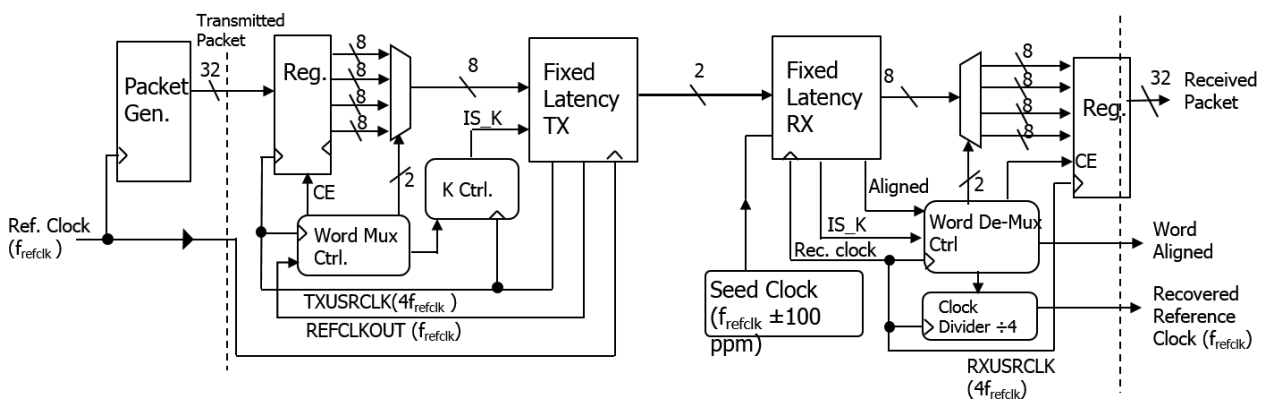 Transmitted
Packet
Packet
Gen.
32
Reg.
8
8
8
8
8
IS_K
Fixed
Latency
TX
2
Fixed
Latency
RX
8
8
8
8
8
Reg.
32
Received
Packet
CE
2
K Ctrl.
Word Mux
Ctrl.
Ref. Clock
(frefclk )
TXUSRCLK(4frefclk )
REFCLKOUT (frefclk)
Aligned
IS_K
Rec. clock
2
CE
Word De-Mux
Ctrl
Word
Aligned
Seed Clock
(frefclk ±100
ppm)
Clock
Divider ÷4
Recovered
Reference
Clock (frefclk)
RXUSRCLK
(4frefclk)